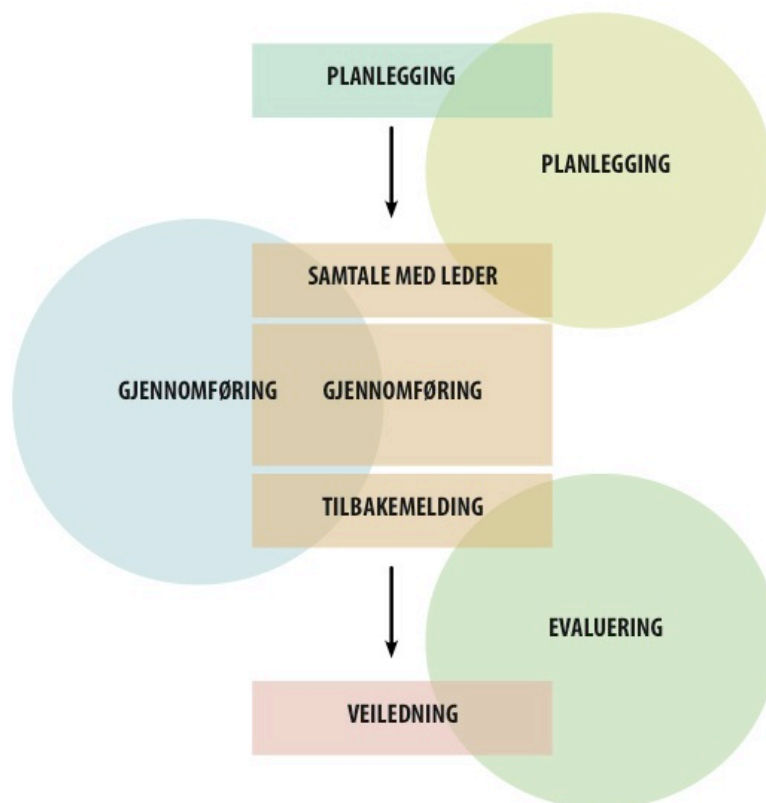 PLANLEGGING
PLANLEGGING
SAMTALE MED LEDER
GJENNOMFØRING
GJENNOMFØRING
TILBAKEMELDING
EVALUERING
VEILEDNING